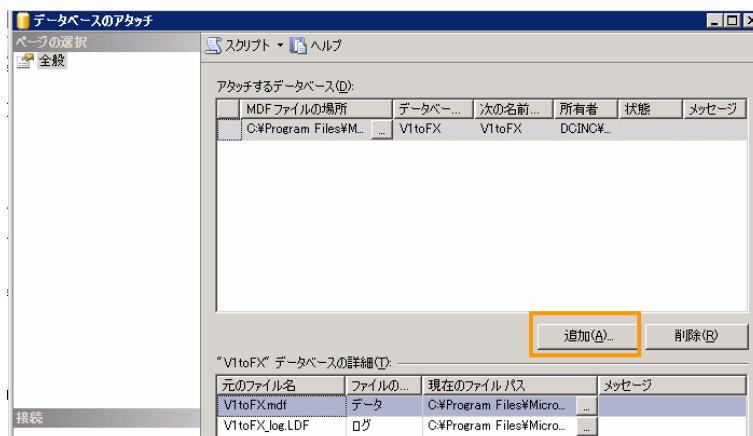 データベースのアタッチ
ページの選択
全般
スクリプト ヘルプ
アタッチするデータベース(D):
MDF ファイルの場所 データベー... 次の名前... 所有者 状態 メッセージ
C:¥Program Files¥M... ... V1toFX V1toFX DCINC¥...
追加(A)... 削除(R)
"V1toFX" データベースの詳細(T):
元のファイル名 ファイルの... 現在のファイル パス メッセージ
V1toFX.mdf データ C:¥Program Files¥Micro... ...
接続
V1toFX_log.LDF ログ C:¥Program Files¥Micro... ...